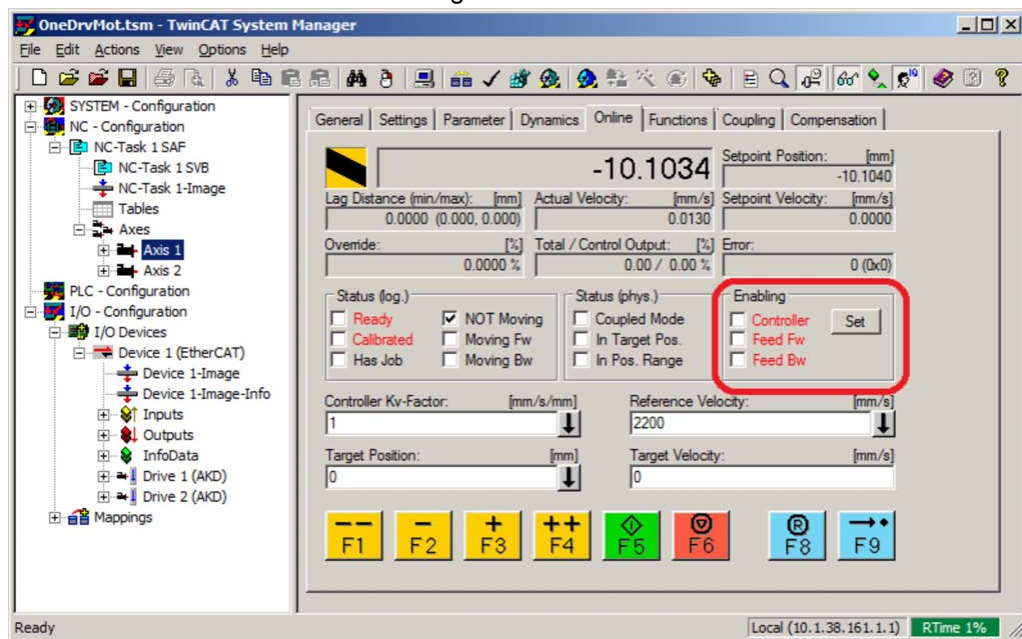 OneDrvMot.tsm - TwinCAT System Manager
File Edit Actions View Options Help
SYSTEM - Configuration
NC - Configuration
NC-Task 1 SAF
NC-Task 1 SVB
NC-Task 1-Image
Tables
Axes
Axis 1
Axis 2
PLC - Configuration
I/O - Configuration
I/O Devices
Device 1 (EtherCAT)
Device 1-Image
Device 1-Image-Info
Inputs
Outputs
InfoData
Drive 1 (AKD)
Drive 2 (AKD)
Mappings
General Settings Parameter Dynamics Online Functions Coupling Compensation
-10.1034
Setpoint Position: [mm]
-10.1040
Lag Distance (min/max): [mm] Actual Velocity: [mm/s] Setpoint Velocity: [mm/s]
0.0000 (0.000, 0.000) 0.0130 0.0000
Override: [%] Total / Control Output: [%] Error:
0.0000 % 0.00 / 0.00 % 0 (0x0)
Status (log.) Status (phys.) Enabling
Ready NOT Moving Coupled Mode Controller Set
Calibrated Moving Fw In Target Pos. Feed Fw
Has Job Moving Bw In Pos. Range Feed Bw
Controller Kv-Factor: [mm/s/mm] Reference Velocity: [mm/s]
1 2200
Target Position: [mm] Target Velocity: [mm/s]
0 0
-- - + ++
F1 F2 F3 F4 F5 F6 F8 F9
Ready Local (10.1.38.161.1.1) RTime 1%